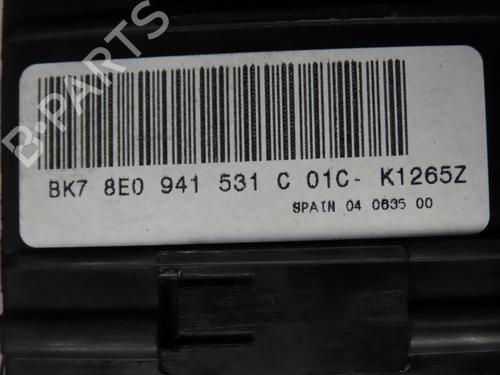 B-PARTS
BK7 8E0 941 531 C 01C- K1265Z
SPAIN 04 0635 00